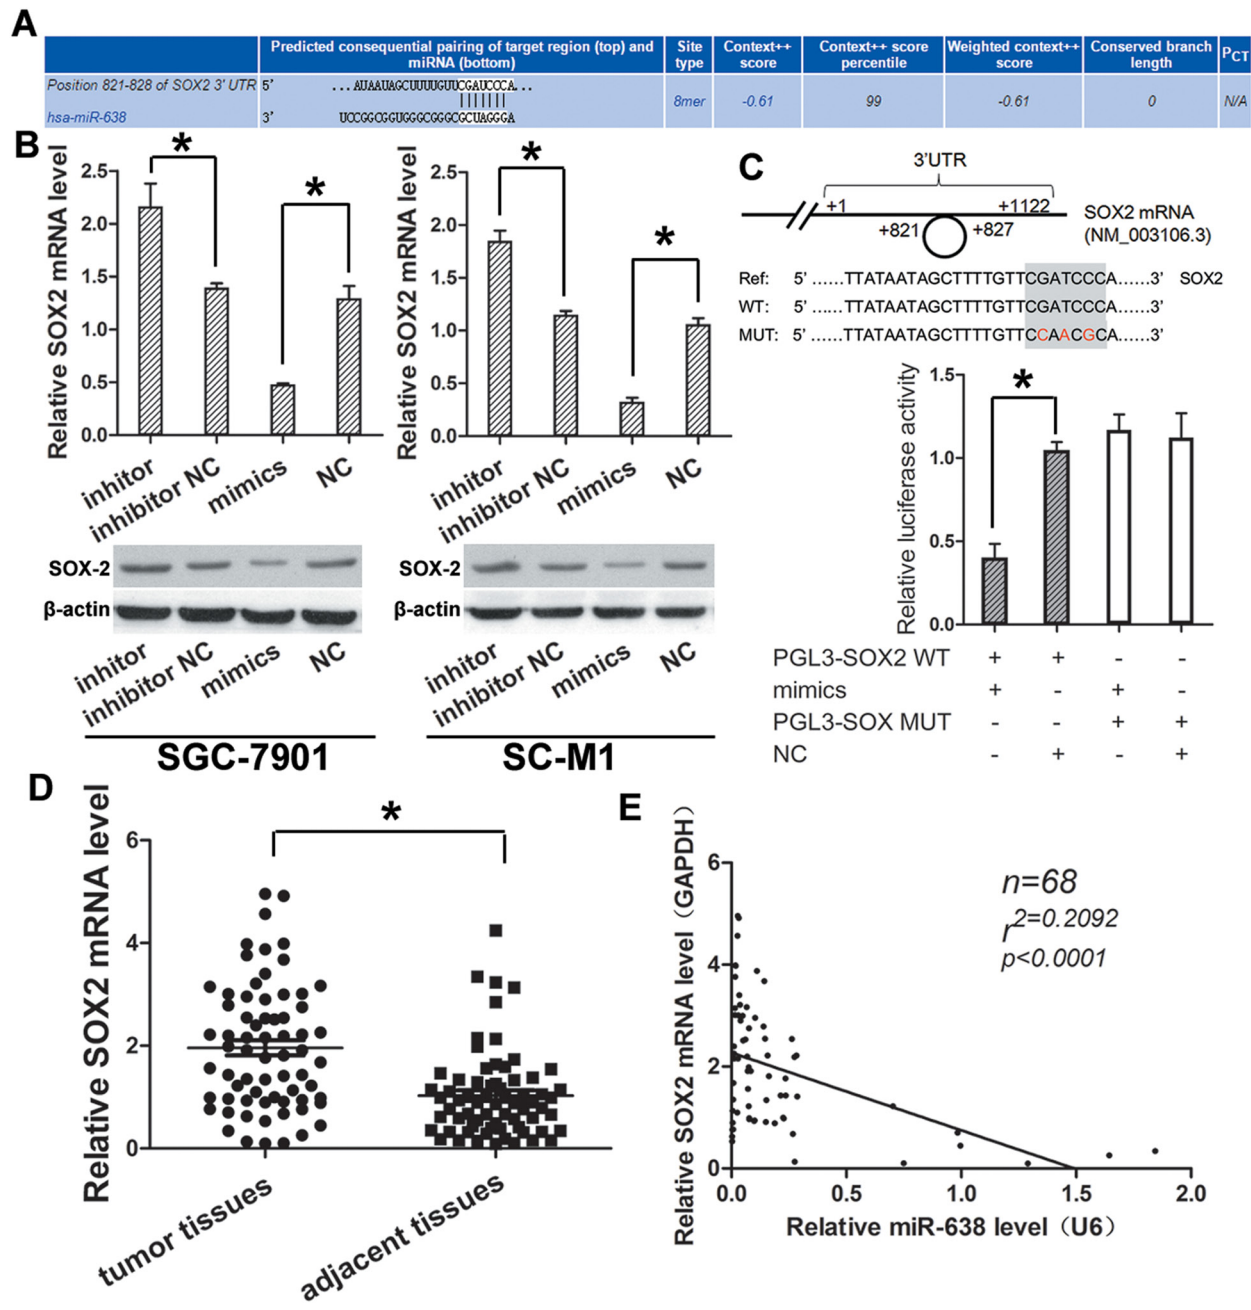 A
Predicted consequential pairing of target region (top) and miRNA (bottom)
Site type
Context++ score
Context++ score percentile
Weighted context++ score
Conserved branch length
PCT
Position 821-828 of SOX2 3' UTR 5' ...AUAAUAGCUUUUGUUCGAUCCCA...
hsa-miR-638 3' UCCGGCGGUGGGCGGGCGCUAGGGA
8mer -0.61 99 -0.61 0 N/A
B
Relative SOX2 mRNA level
2.5
2.0
1.5
1.0
0.5
0.0
*
*
inhitor
inhibitor NC
mimics
NC
Relative SOX2 mRNA level
2.5
2.0
1.5
1.0
0.5
0.0
*
*
inhitor
inhibitor NC
mimics
NC
SOX-2
β-actin
inhitor
inhibitor NC
mimics
NC
SGC-7901
SOX-2
β-actin
inhitor
inhibitor NC
mimics
NC
SC-M1
C
3'UTR
+1
+1122
+821
+827
SOX2 mRNA
(NM_003106.3)
Ref: 5' ......TTATAATAGCTTTTGTTCGATCCCA......3' SOX2
WT: 5' ......TTATAATAGCTTTTGTTCGATCCCA......3'
MUT: 5' ......TTATAATAGCTTTTGTTCCAACGCA......3'
Relative luciferase activity
1.5
1.0
0.5
0.0
*
PGL3-SOX2 WT + + - -
mimics + - + -
PGL3-SOX MUT - - + +
NC - + - +
D
Relative SOX2 mRNA level
6
4
2
0
*
tumor tissues
adjacent tissues
E
Relative SOX2 mRNA level（GAPDH）
6
4
2
0
n=68
r2=0.2092
p<0.0001
0.0 0.5 1.0 1.5 2.0
Relative miR-638 level（U6）